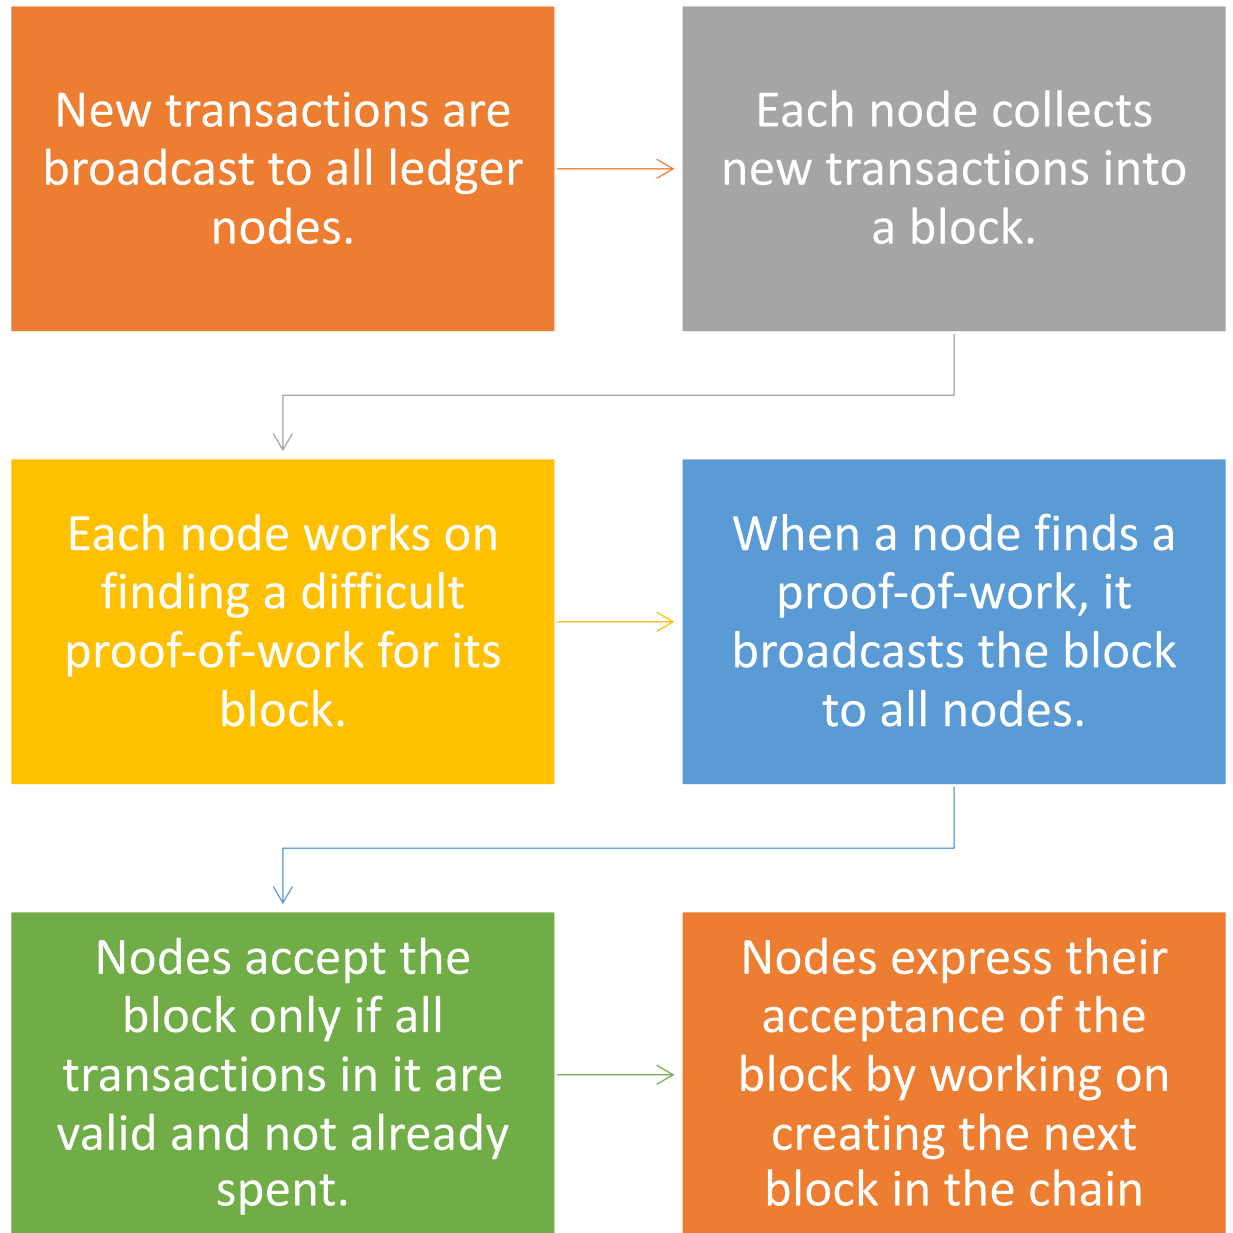 New transactions are
broadcast to all ledger
nodes.
Each node collects
new transactions into
a block.
Each node works on
finding a difficult
proof-of-work for its
block.
When a node finds a
proof-of-work, it
broadcasts the block
to all nodes.
Nodes accept the
block only if all
transactions in it are
valid and not already
spent.
Nodes express their
acceptance of the
block by working on
creating the next
block in the chain